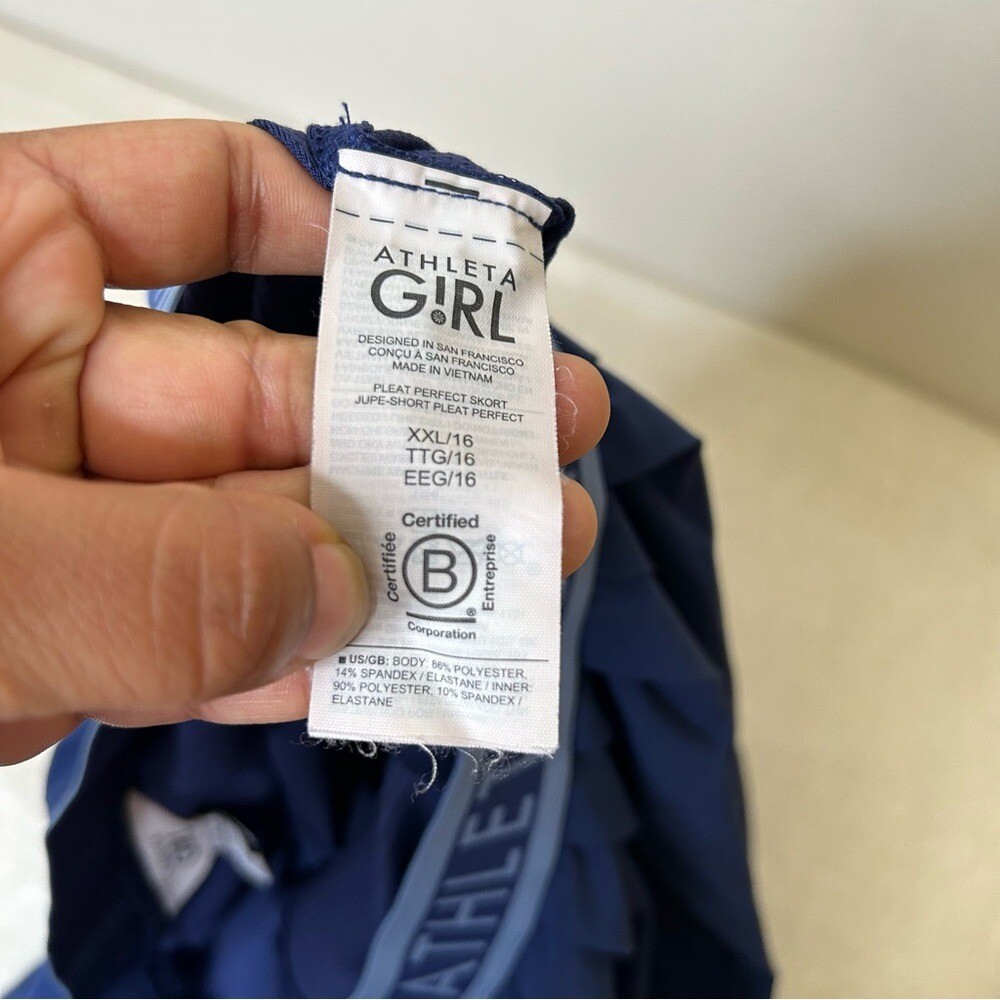 ATHLETA
G!RL
DESIGNED IN SAN FRANCISCO
CONÇU À SAN FRANCISCO
MADE IN VIETNAM
PLEAT PERFECT SKORT
JUPE-SHORT PLEAT PERFECT
XXL/16
TTG/16
EEG/16
Certified
Certifiée
B
Entreprise
®
Corporation
US/GB: BODY: 86% POLYESTER,
14% SPANDEX / ELASTANE / INNER:
90% POLYESTER, 10% SPANDEX /
ELASTANE
ATHLET